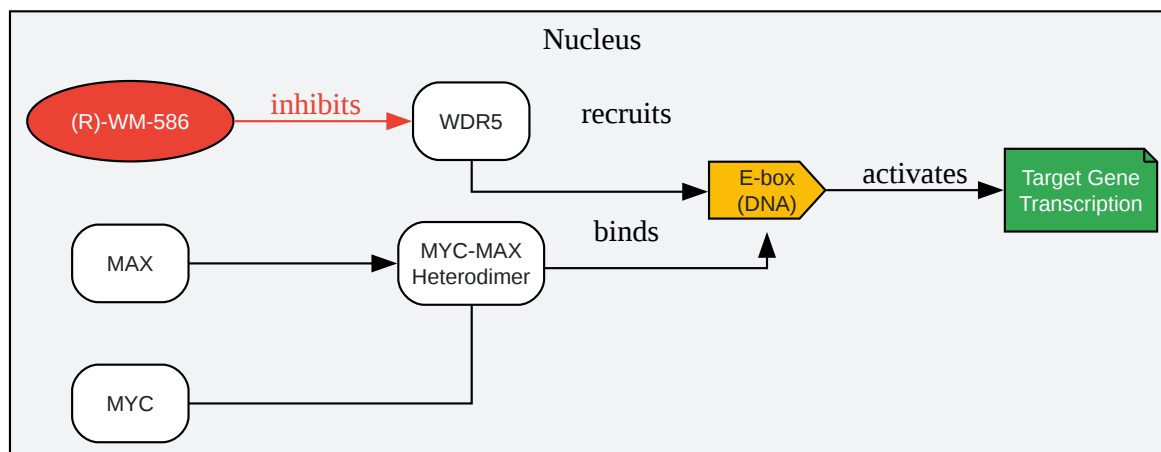 Nucleus
(R)-WM-586
inhibits
WDR5
recruits
E-box
(DNA)
activates
Target Gene
Transcription
MAX
MYC-MAX
Heterodimer
binds
MYC